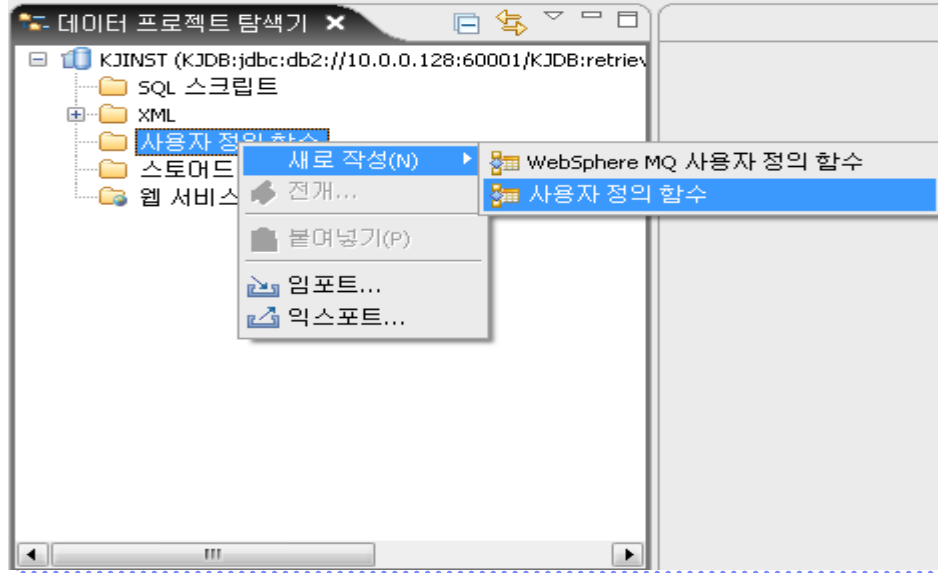 데이터 프로젝트 탐색기
KJINST (KJDB:jdbc:db2://10.0.0.128:60001/KJDB:retriev
SQL 스크립트
XML
사용자 정의 함수
새로 작성(N)
WebSphere MQ 사용자 정의 함수
스토어드
전개...
사용자 정의 함수
웹 서비스
붙여넣기(P)
임포트...
익스포트...